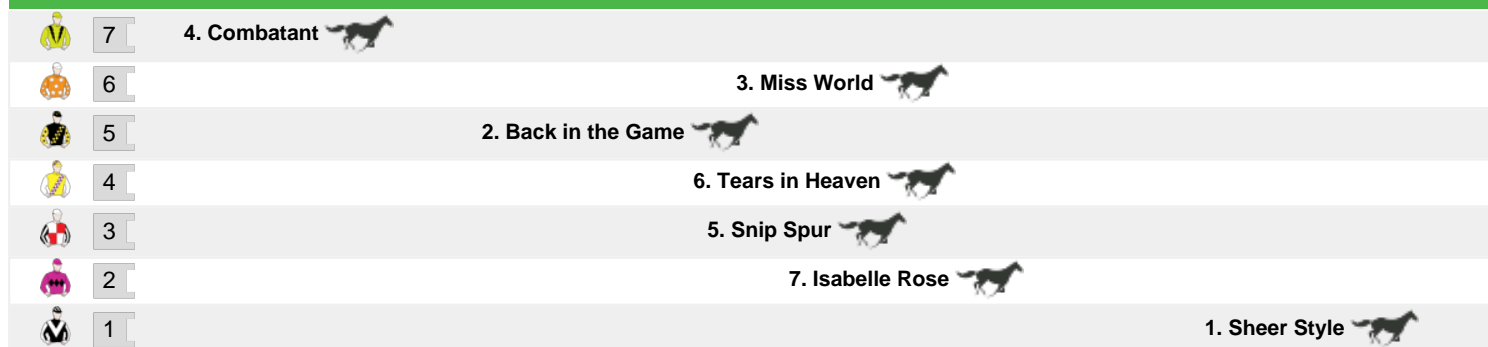 7 4. Combatant
6 3. Miss World
5 2. Back in the Game
4 6. Tears in Heaven
3 5. Snip Spur
2 7. Isabelle Rose
1 1. Sheer Style